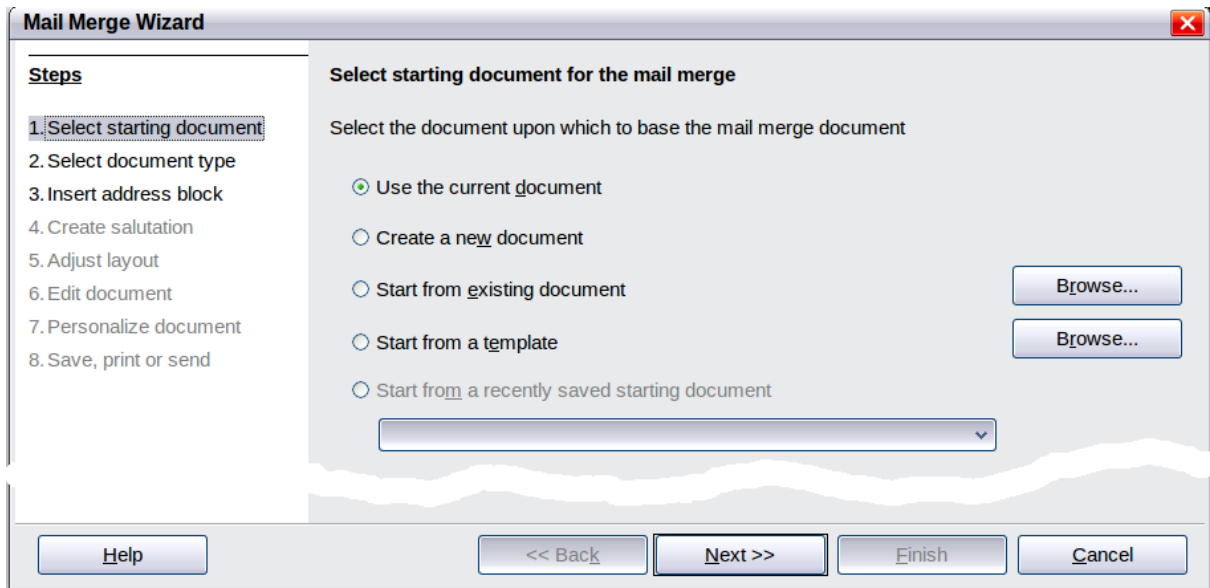 Mail Merge Wizard
Steps
1. Select starting document
2. Select document type
3. Insert address block
4. Create salutation
5. Adjust layout
6. Edit document
7. Personalize document
8. Save, print or send
Select starting document for the mail merge
Select the document upon which to base the mail merge document
Use the current document
Create a new document
Start from existing document
Browse...
Start from a template
Browse...
Start from a recently saved starting document
Help
<< Back
Next >>
Finish
Cancel